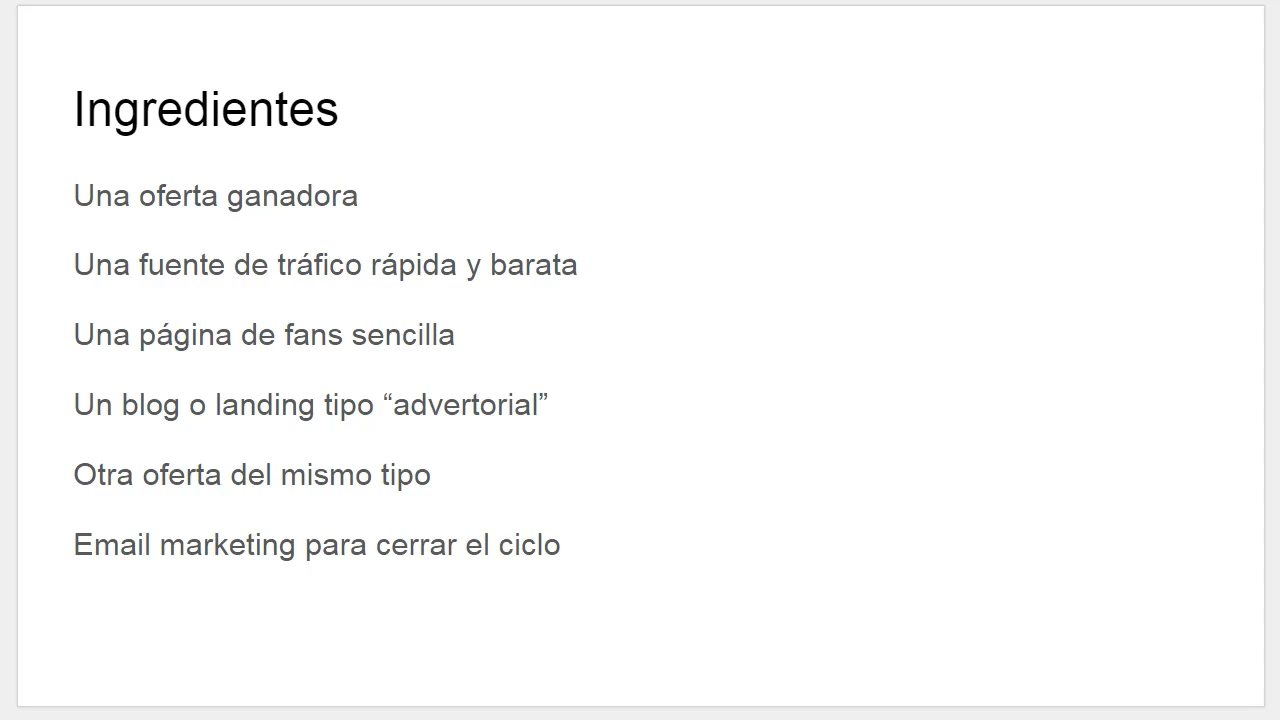 Ingredientes
Una oferta ganadora
Una fuente de tráfico rápida y barata
Una página de fans sencilla
Un blog o landing tipo “advertorial”
Otra oferta del mismo tipo
Email marketing para cerrar el ciclo